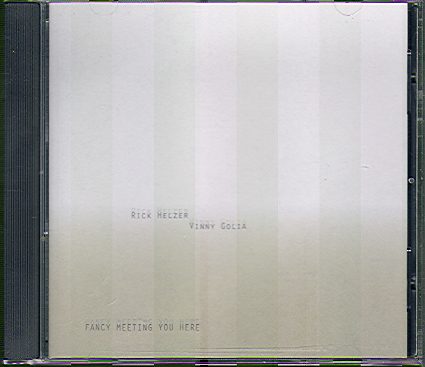 Rick Helzer
Vinny Golia
Fancy Meeting You Here